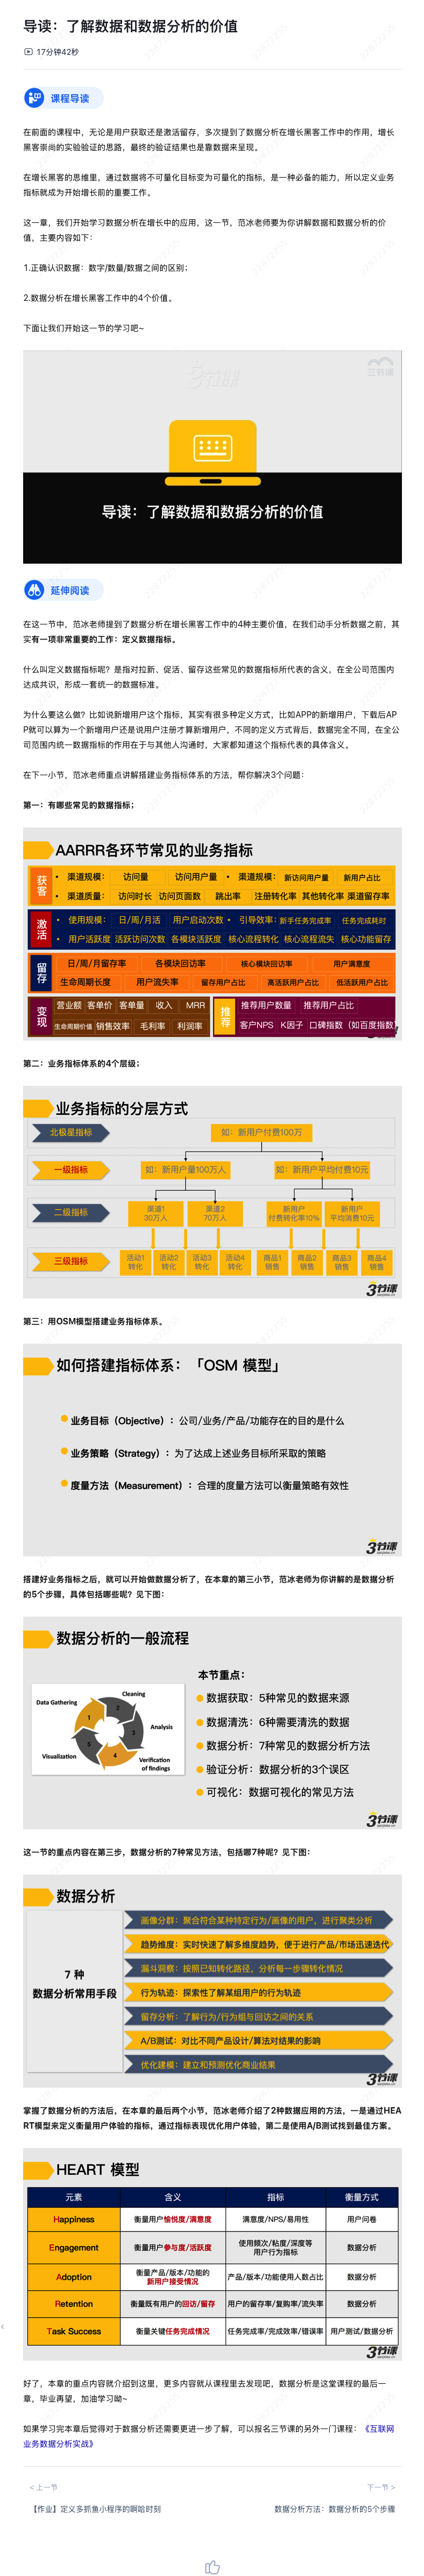 导读：了解数据和数据分析的价值
17分钟42秒
课程导读
在前面的课程中，无论是用户获取还是激活留存，多次提到了数据分析在增长黑客工作中的作用，增长
黑客崇尚的实验验证的思路，最终的验证结果也是靠数据来呈现。
在增长黑客的思维里，通过数据将不可量化目标变为可量化的指标，是一种必备的能力，所以定义业务
指标就成为开始增长前的重要工作。
这一章，我们开始学习数据分析在增长中的应用，这一节，范冰老师要为你讲解数据和数据分析的价
值，主要内容如下：
1.正确认识数据：数字/数量/数据之间的区别；
2.数据分析在增长黑客工作中的4个价值。
下面让我们开始这一节的学习吧~
三节课
导读：了解数据和数据分析的价值
延伸阅读
在这一节中，范冰老师提到了数据分析在增长黑客工作中的4种主要价值，在我们动手分析数据之前，其
实有一项非常重要的工作：定义数据指标。
什么叫定义数据指标呢？是指对拉新、促活、留存这些常见的数据指标所代表的含义，在全公司范围内
达成共识，形成一套统一的数据标准。
为什么要这么做？比如说新增用户这个指标，其实有很多种定义方式，比如APP的新增用户，下载后AP
P就可以算为一个新增用户还是说用户注册才算新增用户，不同的定义方式背后，数据完全不同，在全公
司范围内统一数据指标的作用在于与其他人沟通时，大家都知道这个指标代表的具体含义。
在下一小节，范冰老师重点讲解搭建业务指标体系的方法，帮你解决3个问题：
第一：有哪些常见的数据指标；
AARRR各环节常见的业务指标
获客
• 渠道规模： 访问量 访问用户量 • 渠道规模： 新访问用户量 新用户占比
• 渠道质量： 访问时长 访问页面数 跳出率 注册转化率 其他转化率 渠道留存率
激活
• 使用规模： 日/周/月活 用户启动次数 • 引导效率： 新手任务完成率 任务完成耗时
• 用户活跃度 活跃访问次数 各模块活跃度 核心流程转化 核心流程流失 核心功能留存
留存
日/周/月留存率 各模块回访率 核心模块回访率 用户满意度
生命周期长度 用户流失率 留存用户占比 高活跃用户占比 低活跃用户占比
变现
营业额 客单价 客单量 收入 MRR
生命周期价值 销售效率 毛利率 利润率
推荐
推荐用户数量 推荐用户占比
客户NPS K因子 口碑指数（如百度指数）
第二：业务指标体系的4个层级；
业务指标的分层方式
北极星指标 如：新用户付费100万
一级指标 如：新用户量100万人 如：新用户平均付费10元
二级指标 渠道1 30万人 渠道2 70万人 新用户 付费转化率10% 新用户 平均消费10元
三级指标 活动1 转化 活动2 转化 活动3 转化 活动4 转化 商品1 销售 商品2 销售 商品3 销售 商品4 销售
3节课
第三：用OSM模型搭建业务指标体系。
如何搭建指标体系：「OSM 模型」
业务目标（Objective）：公司/业务/产品/功能存在的目的是什么
业务策略（Strategy）：为了达成上述业务目标所采取的策略
度量方法（Measurement）：合理的度量方法可以衡量策略有效性
3节课
搭建好业务指标之后，就可以开始做数据分析了，在本章的第三小节，范冰老师为你讲解的是数据分析
的5个步骤，具体包括哪些呢？见下图：
数据分析的一般流程
Data Gathering
Cleaning
Analysis
Verification
of findings
Visualization
1
2
3
4
5
本节重点：
数据获取：5种常见的数据来源
数据清洗：6种需要清洗的数据
数据分析：7种常见的数据分析方法
验证分析：数据分析的3个误区
可视化：数据可视化的常见方法
3节课
这一节的重点内容在第三步，数据分析的7种常见方法，包括哪7种呢？见下图：
数据分析
7 种
数据分析常用手段
画像分群：聚合符合某种特定行为/画像的用户，进行聚类分析
趋势维度：实时快速了解多维度趋势，便于进行产品/市场迅速迭代
漏斗洞察：按照已知转化路径，分析每一步骤转化情况
行为轨迹：探索性了解某组用户的行为轨迹
留存分析：了解行为/行为组与回访之间的关系
A/B测试：对比不同产品设计/算法对结果的影响
优化建模：建立和预测优化商业结果
3节课
掌握了数据分析的方法后，在本章的最后两个小节，范冰老师介绍了2种数据应用的方法，一是通过HEA
RT模型来定义衡量用户体验的指标，通过指标表现优化用户体验，第二是使用A/B测试找到最佳方案。
HEART 模型
元素 含义 指标 衡量方式
Happiness 衡量用户愉悦度/满意度 满意度/NPS/易用性 用户问卷
Engagement 衡量用户参与度/活跃度 使用频次/粘度/深度等 用户行为指标 数据分析
Adoption 衡量产品/版本/功能的 新用户接受情况 产品/版本/功能使用人数占比 数据分析
Retention 衡量既有用户的回访/留存 用户的留存率/复购率/流失率 数据分析
Task Success 衡量关键任务完成情况 任务完成率/完成效率/错误率 用户测试/数据分析
3节课
好了，本章的重点内容就介绍到这里，更多内容就从课程里去发现吧，数据分析是这堂课程的最后一
章，毕业再望，加油学习呦~
如果学习完本章后觉得对于数据分析还需要更进一步了解，可以报名三节课的另外一门课程：《互联网
业务数据分析实战》
< 上一节
下一节 >
【作业】定义多抓鱼小程序的啊哈时刻
数据分析方法：数据分析的5个步骤